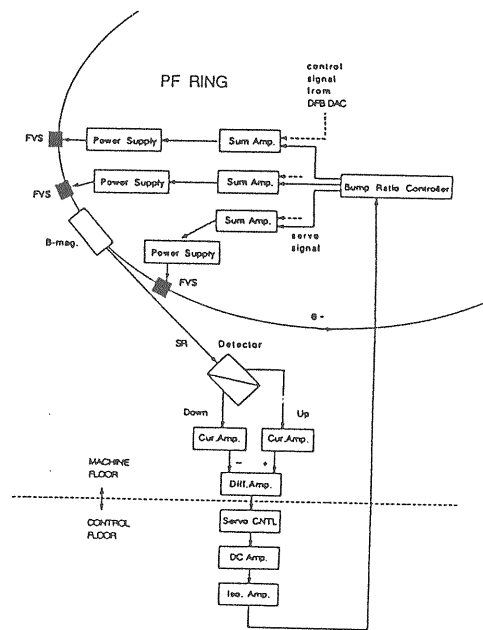 PF RING
control
signal
from
DFB DAC
FVS
Power Supply
Sum Amp.
FVS
Power Supply
Sum Amp.
Bump Ratio Controller
B-mag.
Sum Amp.
servo
signal
Power Supply
FVS
e-
SR
Detector
Down
Up
Cur.Amp.
Cur.Amp.
- +
Diff.Amp.
MACHINE
FLOOR
CONTROL
FLOOR
Servo CNTL
DC Amp.
Iso. Amp.